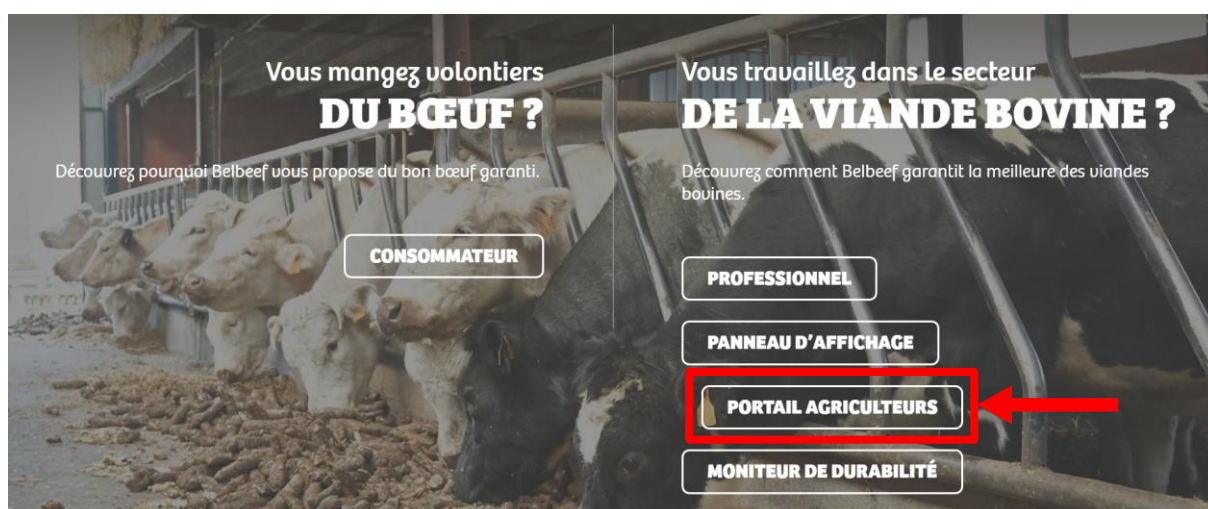 Vous mangez volontiers
DU BŒUF ?
Découvrez pourquoi Belbeef vous propose du bon bœuf garanti.
CONSOMMATEUR
Vous travaillez dans le secteur
DE LA VIANDE BOVINE ?
Découvrez comment Belbeef garantit la meilleure des viandes
bovines.
PROFESSIONNEL
PANNEAU D'AFFICHAGE
PORTAIL AGRICULTEURS
MONITEUR DE DURABILITÉ